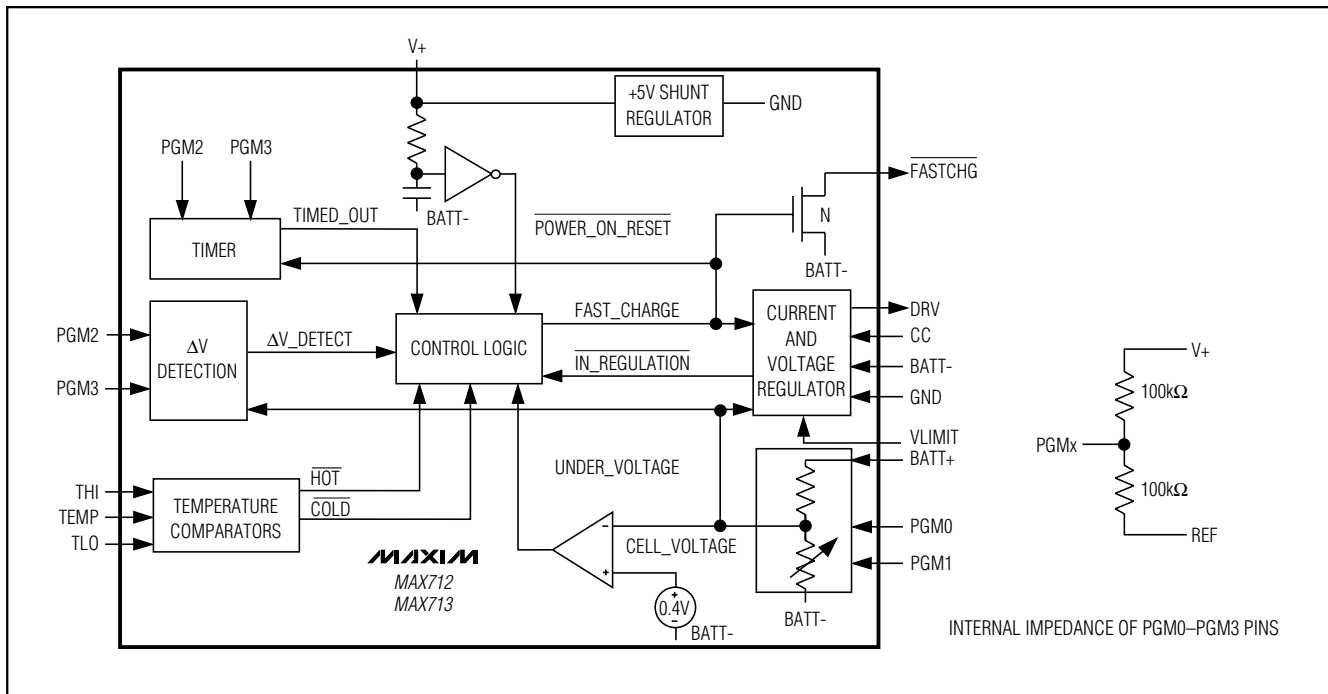 V+
+5V SHUNT
REGULATOR
GND
PGM2
PGM3
BATT-
TIMED_OUT
TIMER
POWER_ON_RESET
N
FASTCHG
BATT-
PGM2
PGM3
ΔV
DETECTION
ΔV_DETECT
CONTROL LOGIC
FAST_CHARGE
IN_REGULATION
CURRENT
AND
VOLTAGE
REGULATOR
DRV
CC
BATT-
GND
VLIMIT
BATT+
PGM0
PGM1
THI
TEMP
TLO
TEMPERATURE
COMPARATORS
HOT
COLD
UNDER_VOLTAGE
CELL_VOLTAGE
-
+
+
0.4V
-
BATT-
BATT-
MAXIM
MAX712
MAX713
V+
100kΩ
PGMx
100kΩ
REF
INTERNAL IMPEDANCE OF PGM0–PGM3 PINS